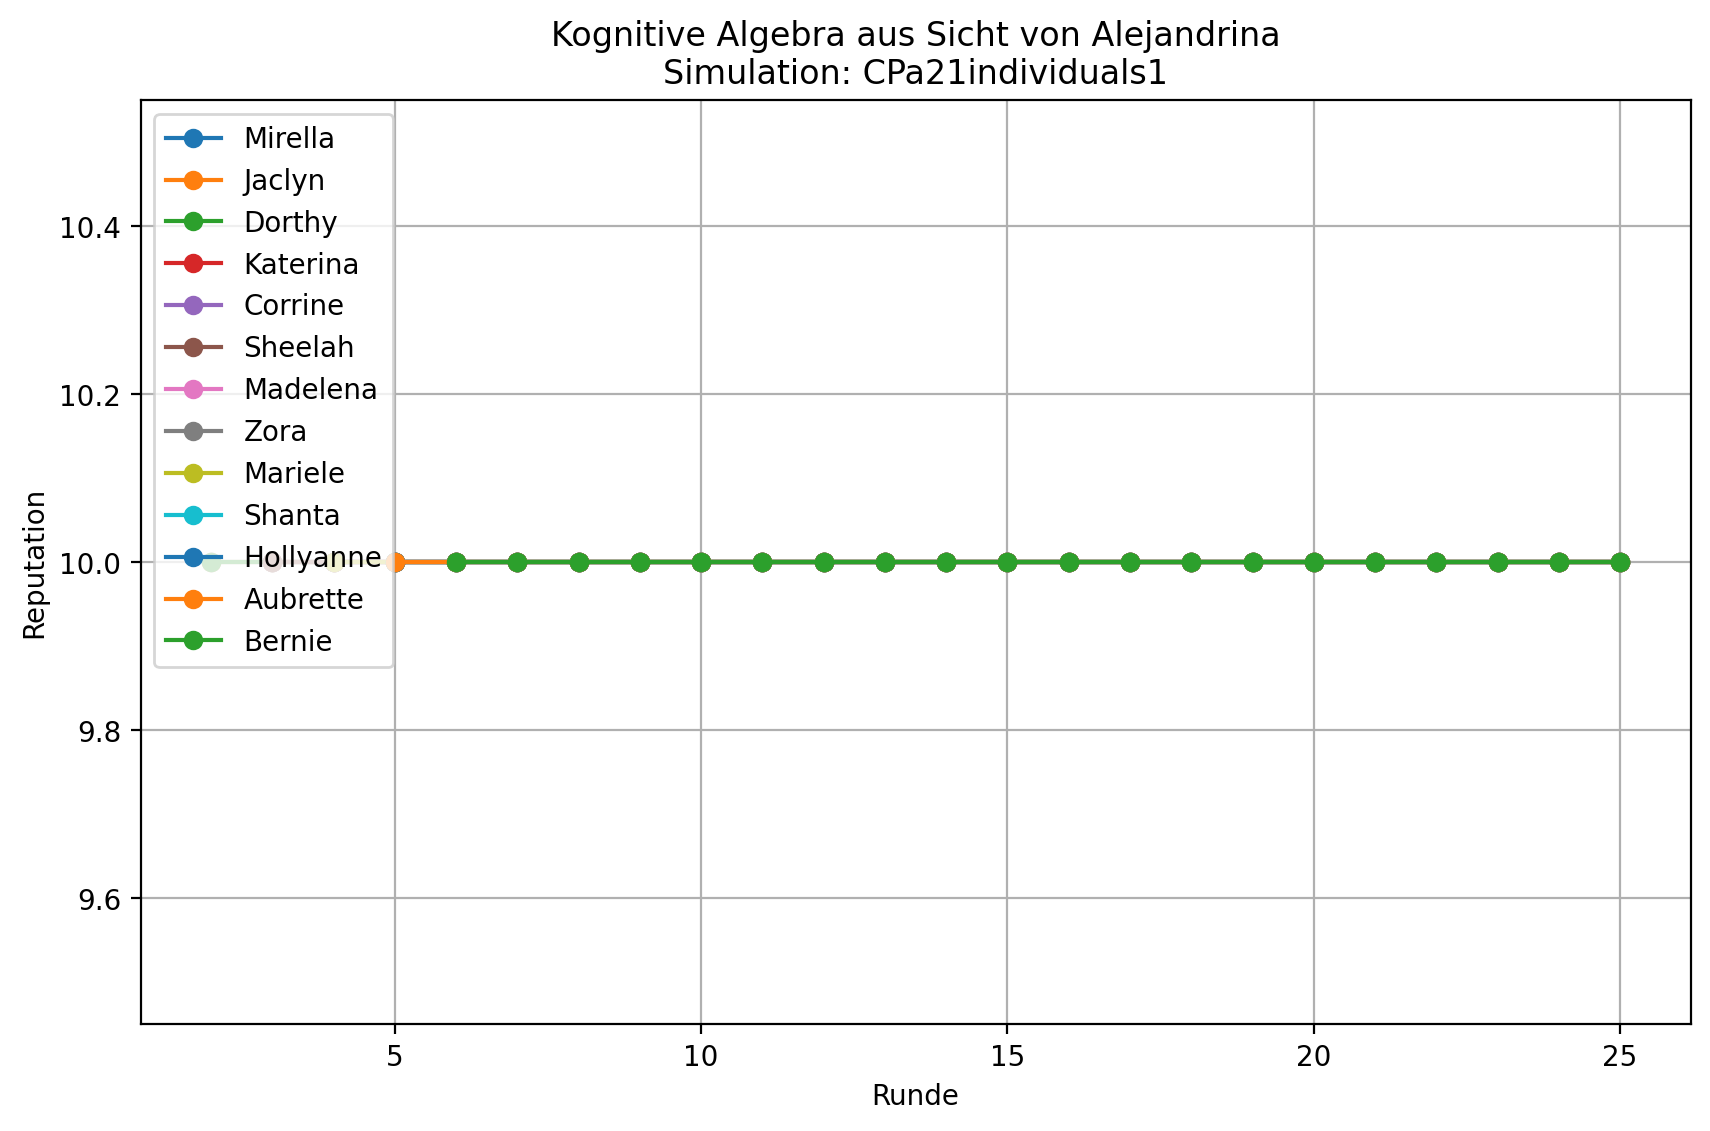 Kognitive Algebra aus Sicht von Alejandrina
Simulation: CPa21individuals1
Mirella
Jaclyn
Dorthy
Katerina
Corrine
Sheelah
Madelena
Zora
Mariele
Shanta
Hollyanne
Aubrette
Bernie
Reputation
10.4
10.2
10.0
9.8
9.6
5 10 15 20 25
Runde